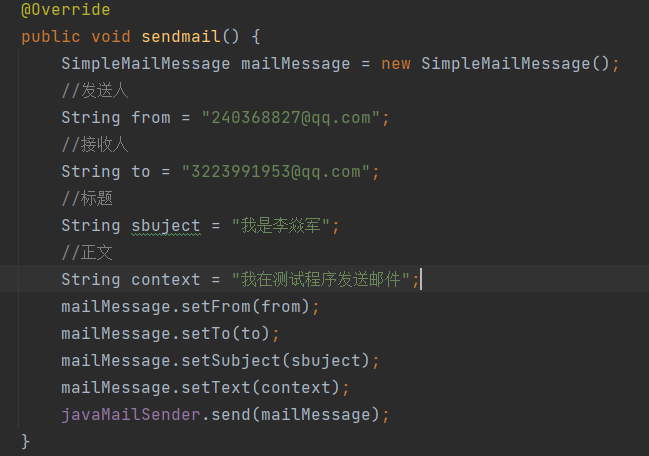 @Override
public void sendmail() {
SimpleMailMessage mailMessage = new SimpleMailMessage();
//发送人
String from = "240368827@qq.com";
//接收人
String to = "3223991953@qq.com";
//标题
String sbuject = "我是李焱军";
//正文
String context = "我在测试程序发送邮件";
mailMessage.setFrom(from);
mailMessage.setTo(to);
mailMessage.setSubject(sbuject);
mailMessage.setText(context);
javaMailSender.send(mailMessage);
}